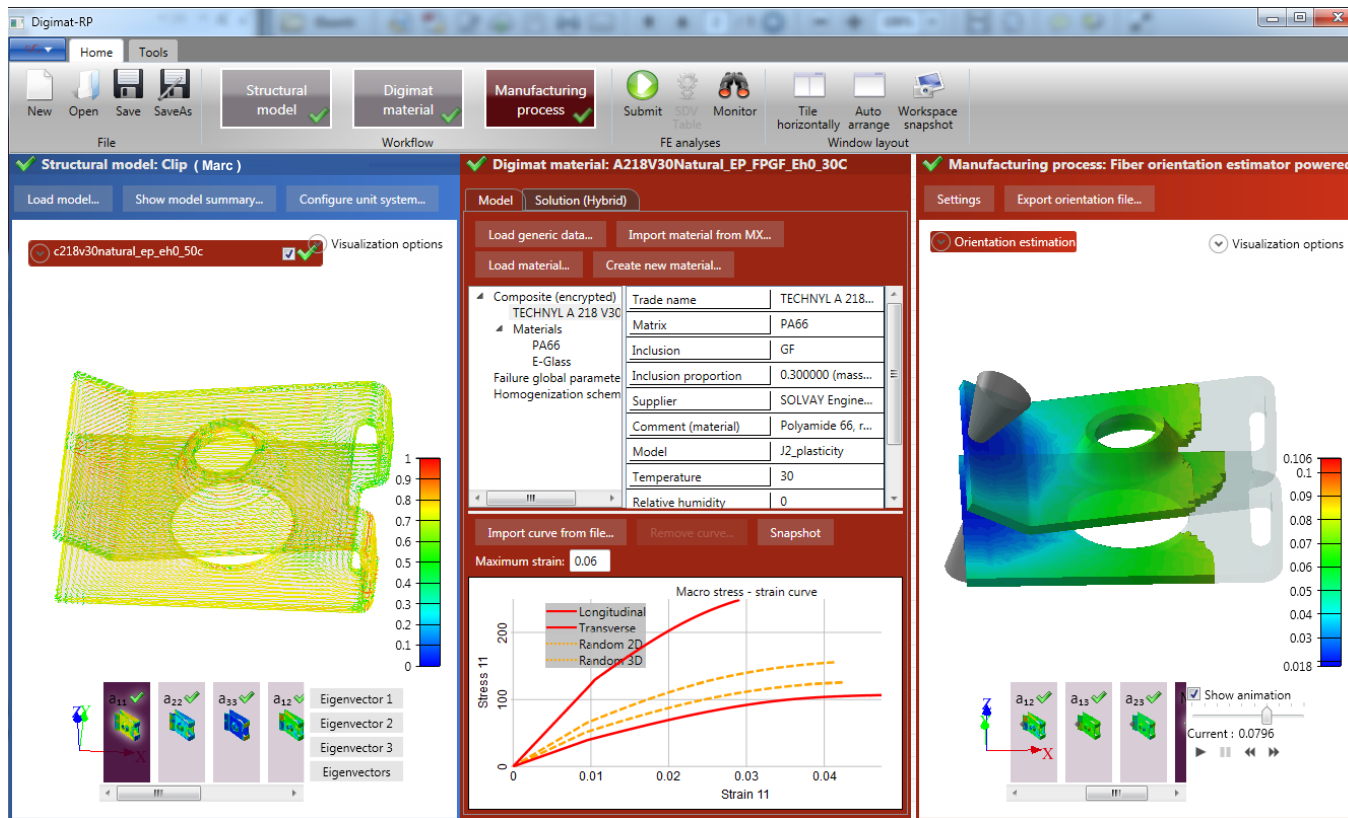 Digimat-RP
Home
Tools
New
Open
Save
SaveAs
Structural model
Digimat material
Manufacturing process
Submit
SDV Table
Monitor
Tile horizontally
Auto arrange
Workspace snapshot
File
Workflow
FE analyses
Window layout
Structural model: Clip (Marc)
Load model...
Show model summary...
Configure unit system...
c218v30natural_ep_eh0_50c
Visualization options
1
0.9
0.8
0.7
0.6
0.5
0.4
0.3
0.2
0.1
0
Z
Y
X
a11
a22
a33
a12
Eigenvector 1
Eigenvector 2
Eigenvector 3
Eigenvectors
Digimat material: A218V30Natural_EP_FPGF_Eh0_30C
Model
Solution (Hybrid)
Load generic data...
Import material from MX...
Load material...
Create new material...
Composite (encrypted)
TECHNYL A 218 V30
Materials
PA66
E-Glass
Failure global paramete
Homogenization schem
Trade name TECHNYL A 218...
Matrix PA66
Inclusion GF
Inclusion proportion 0.300000 (mass...
Supplier SOLVAY Engine...
Comment (material) Polyamide 66, r...
Model J2_plasticity
Temperature 30
Relative humidity 0
Import curve from file...
Remove curve...
Snapshot
Maximum strain: 0.06
Macro stress - strain curve
Longitudinal
Transverse
Random 2D
Random 3D
Stress 11
200
100
0
0 0.01 0.02 0.03 0.04
Strain 11
Manufacturing process: Fiber orientation estimator powered
Settings
Export orientation file...
Orientation estimation
Visualization options
0.106
0.1
0.09
0.08
0.07
0.06
0.05
0.04
0.03
0.018
Z
X
a12
a13
a23
Show animation
Current : 0.0796